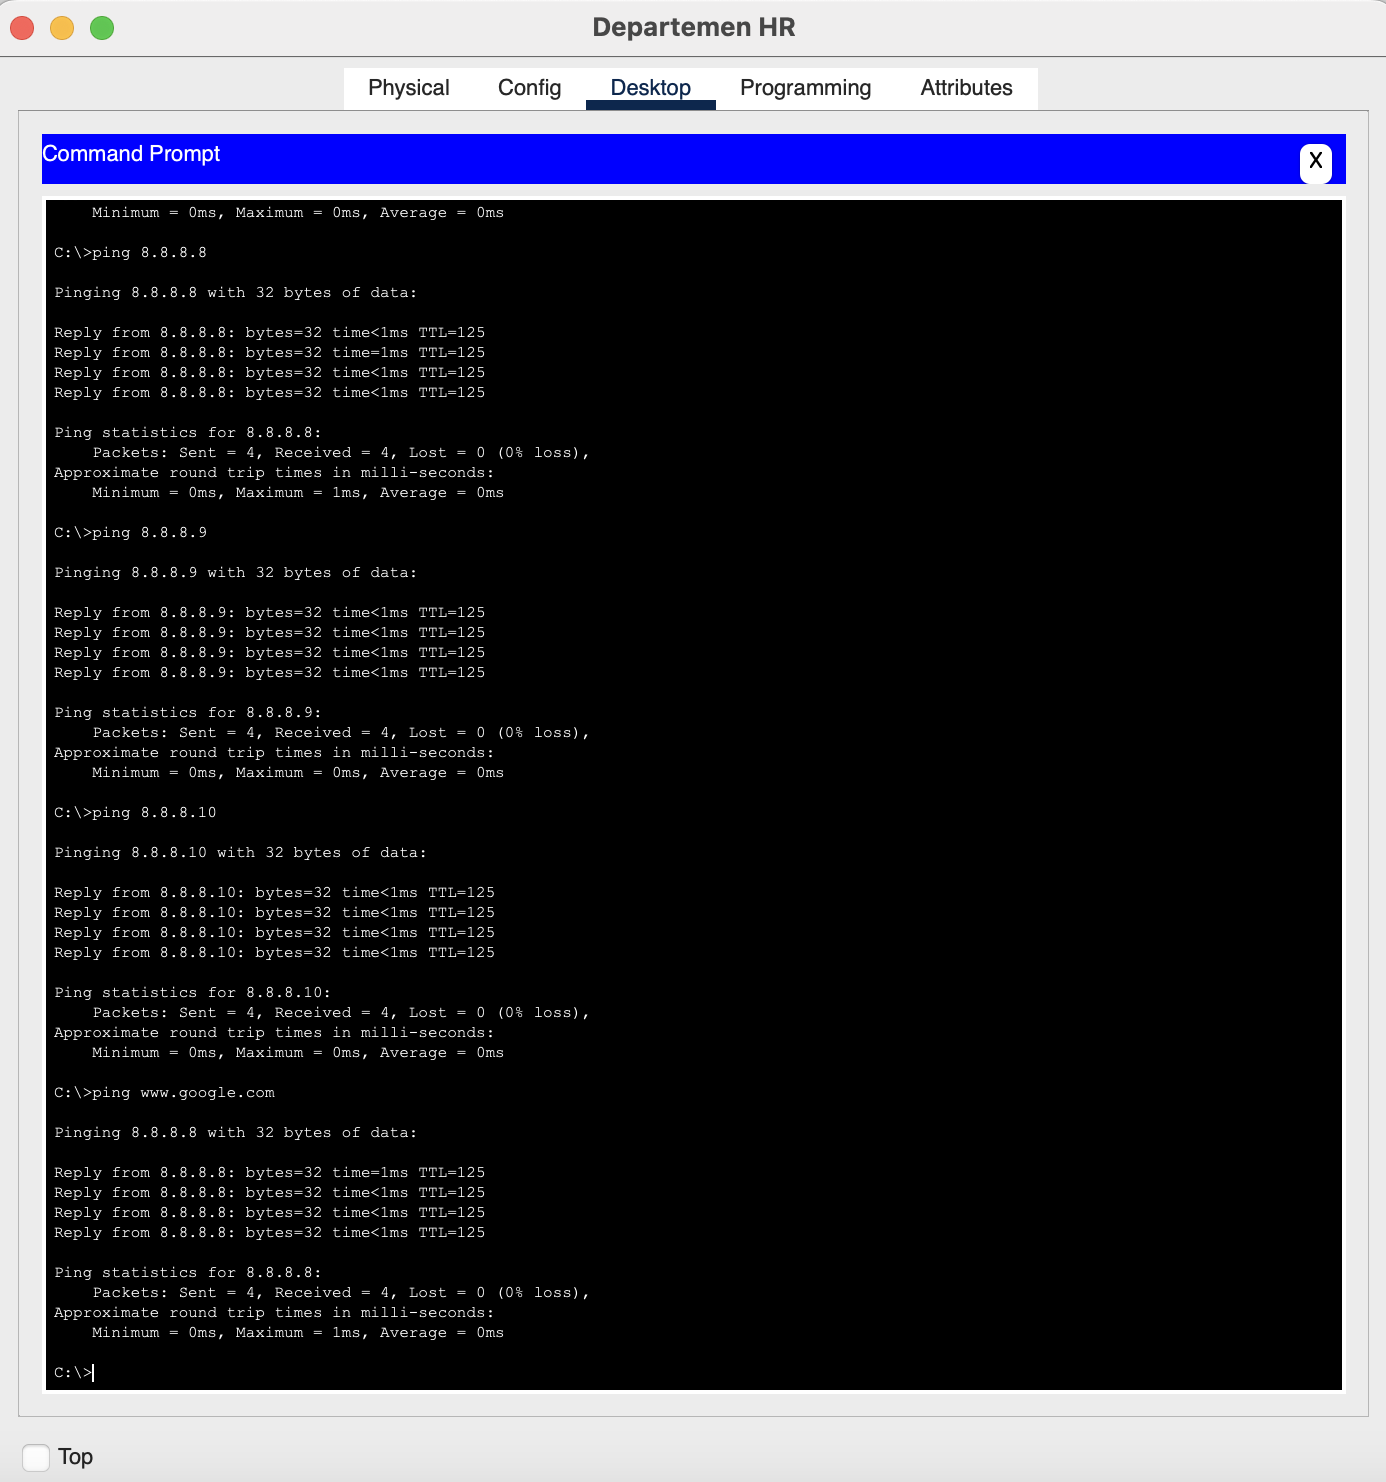 Departemen HR
Physical Config Desktop Programming Attributes
Command Prompt
X
Minimum = 0ms, Maximum = 0ms, Average = 0ms
C:\>ping 8.8.8.8
Pinging 8.8.8.8 with 32 bytes of data:
Reply from 8.8.8.8: bytes=32 time<1ms TTL=125
Reply from 8.8.8.8: bytes=32 time=1ms TTL=125
Reply from 8.8.8.8: bytes=32 time<1ms TTL=125
Reply from 8.8.8.8: bytes=32 time<1ms TTL=125
Ping statistics for 8.8.8.8:
Packets: Sent = 4, Received = 4, Lost = 0 (0% loss),
Approximate round trip times in milli-seconds:
Minimum = 0ms, Maximum = 1ms, Average = 0ms
C:\>ping 8.8.8.9
Pinging 8.8.8.9 with 32 bytes of data:
Reply from 8.8.8.9: bytes=32 time<1ms TTL=125
Reply from 8.8.8.9: bytes=32 time<1ms TTL=125
Reply from 8.8.8.9: bytes=32 time<1ms TTL=125
Reply from 8.8.8.9: bytes=32 time<1ms TTL=125
Ping statistics for 8.8.8.9:
Packets: Sent = 4, Received = 4, Lost = 0 (0% loss),
Approximate round trip times in milli-seconds:
Minimum = 0ms, Maximum = 0ms, Average = 0ms
C:\>ping 8.8.8.10
Pinging 8.8.8.10 with 32 bytes of data:
Reply from 8.8.8.10: bytes=32 time<1ms TTL=125
Reply from 8.8.8.10: bytes=32 time<1ms TTL=125
Reply from 8.8.8.10: bytes=32 time<1ms TTL=125
Reply from 8.8.8.10: bytes=32 time<1ms TTL=125
Ping statistics for 8.8.8.10:
Packets: Sent = 4, Received = 4, Lost = 0 (0% loss),
Approximate round trip times in milli-seconds:
Minimum = 0ms, Maximum = 0ms, Average = 0ms
C:\>ping www.google.com
Pinging 8.8.8.8 with 32 bytes of data:
Reply from 8.8.8.8: bytes=32 time=1ms TTL=125
Reply from 8.8.8.8: bytes=32 time<1ms TTL=125
Reply from 8.8.8.8: bytes=32 time<1ms TTL=125
Reply from 8.8.8.8: bytes=32 time<1ms TTL=125
Ping statistics for 8.8.8.8:
Packets: Sent = 4, Received = 4, Lost = 0 (0% loss),
Approximate round trip times in milli-seconds:
Minimum = 0ms, Maximum = 1ms, Average = 0ms
C:\>
Top